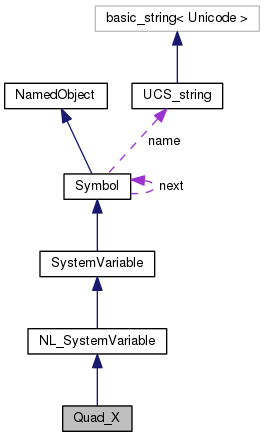 basic_string< Unicode >
NamedObject
UCS_string
name
Symbol
next
SystemVariable
NL_SystemVariable
Quad_X